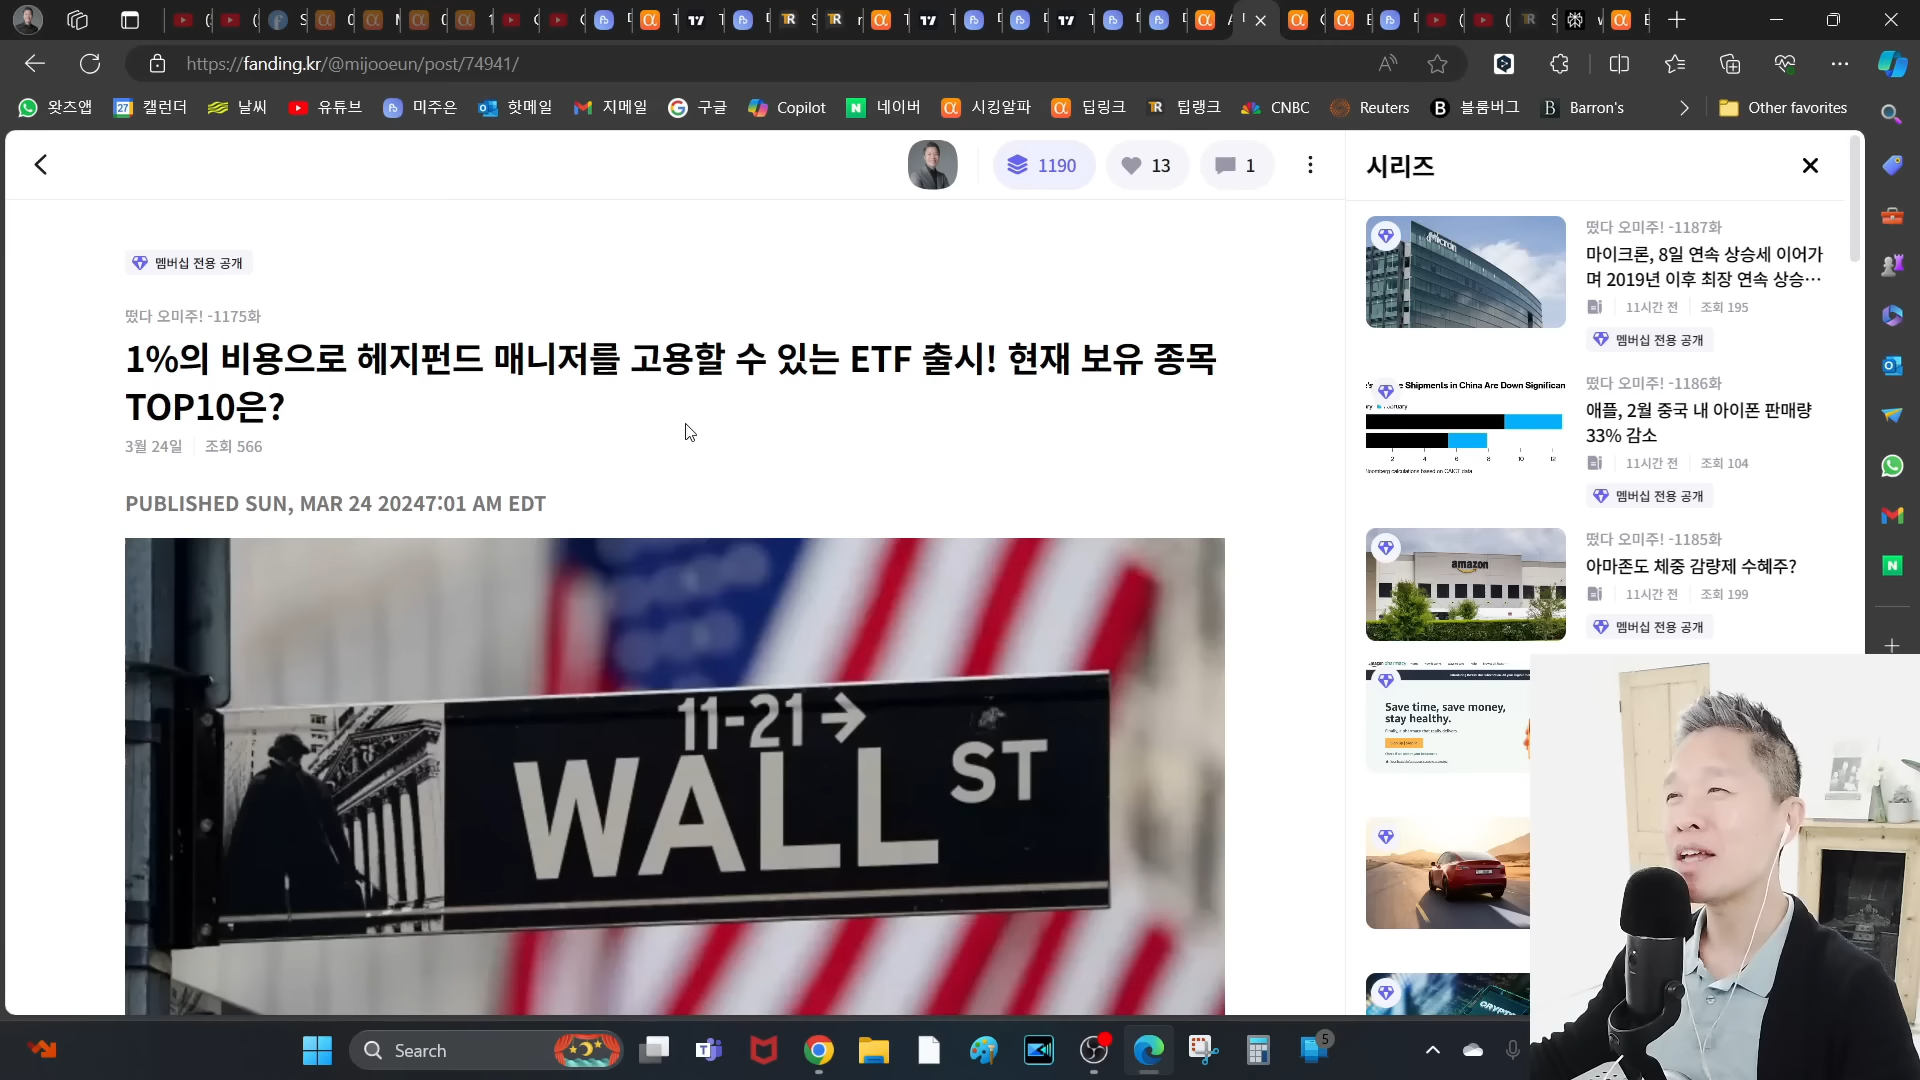 https://fanding.kr/@mijooeun/post/74941/
왓츠앱
캘린더
날씨
유튜브
미주은
핫메일
지메일
구글
Copilot
네이버
시킹알파
딥링크
팁랭크
CNBC
Reuters
블룸버그
Barron's
Other favorites
1190
13
1
시리즈
멤버십 전용 공개
떴다 오미주! -1175화
1%의 비용으로 헤지펀드 매니저를 고용할 수 있는 ETF 출시! 현재 보유 종목
TOP10은?
3월 24일
조회 566
PUBLISHED SUN, MAR 24 20247:01 AM EDT
11-21
WALL ST
떴다 오미주! -1187화
마이크론, 8일 연속 상승세 이어가
며 2019년 이후 최장 연속 상승…
11시간 전
조회 195
멤버십 전용 공개
e Shipments in China Are Down Significan
떴다 오미주! -1186화
애플, 2월 중국 내 아이폰 판매량
33% 감소
11시간 전
조회 104
멤버십 전용 공개
amazon
떴다 오미주! -1185화
아마존도 체중 감량제 수혜주?
11시간 전
조회 199
멤버십 전용 공개
Save time, save money,
stay healthy.
Search
5